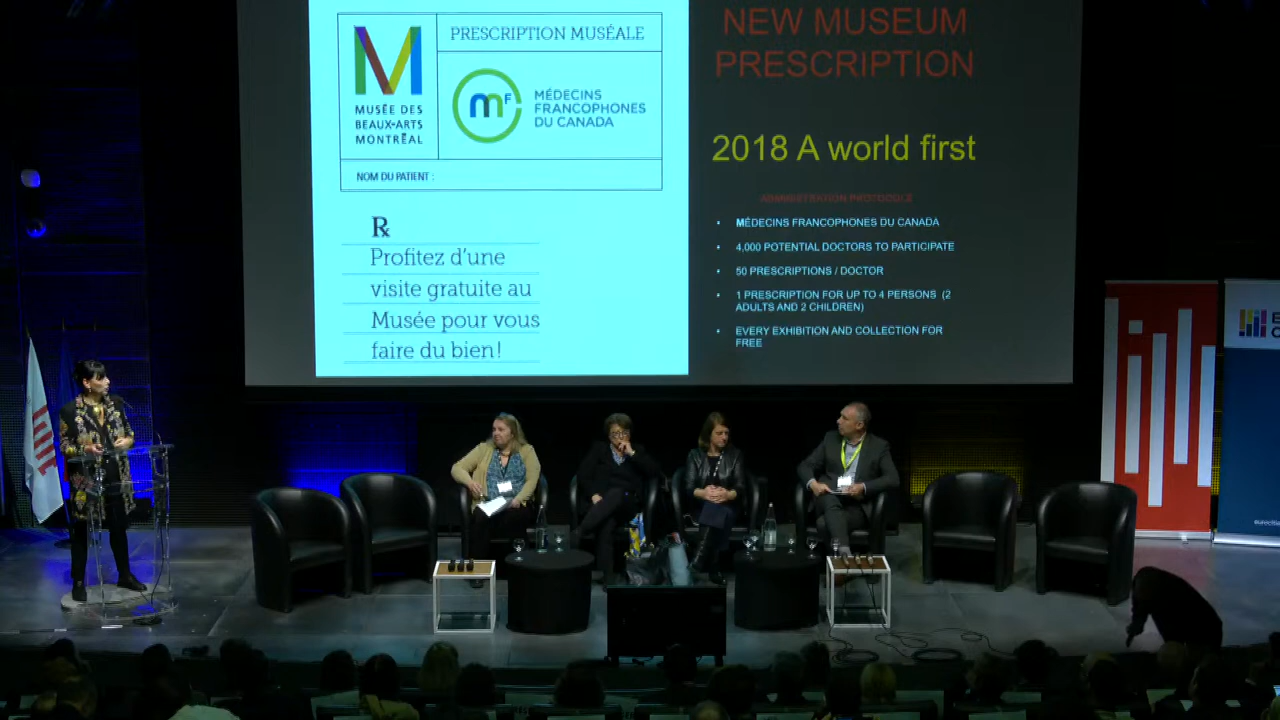 PRESCRIPTION MUSÉALE
MUSÉE DES
BEAUX-ARTS
MONTRÉAL
mF
MÉDECINS
FRANCOPHONES
DU CANADA
NOM DU PATIENT :
℞
Profitez d'une
visite gratuite au
Musée pour vous
faire du bien!
NEW MUSEUM
PRESCRIPTION
2018 A world first
ADMINISTRATION PROTOCOLE
• MÉDECINS FRANCOPHONES DU CANADA
• 4,000 POTENTIAL DOCTORS TO PARTICIPATE
• 50 PRESCRIPTIONS / DOCTOR
• 1 PRESCRIPTION FOR UP TO 4 PERSONS (2
ADULTS AND 2 CHILDREN)
• EVERY EXHIBITION AND COLLECTION FOR
FREE